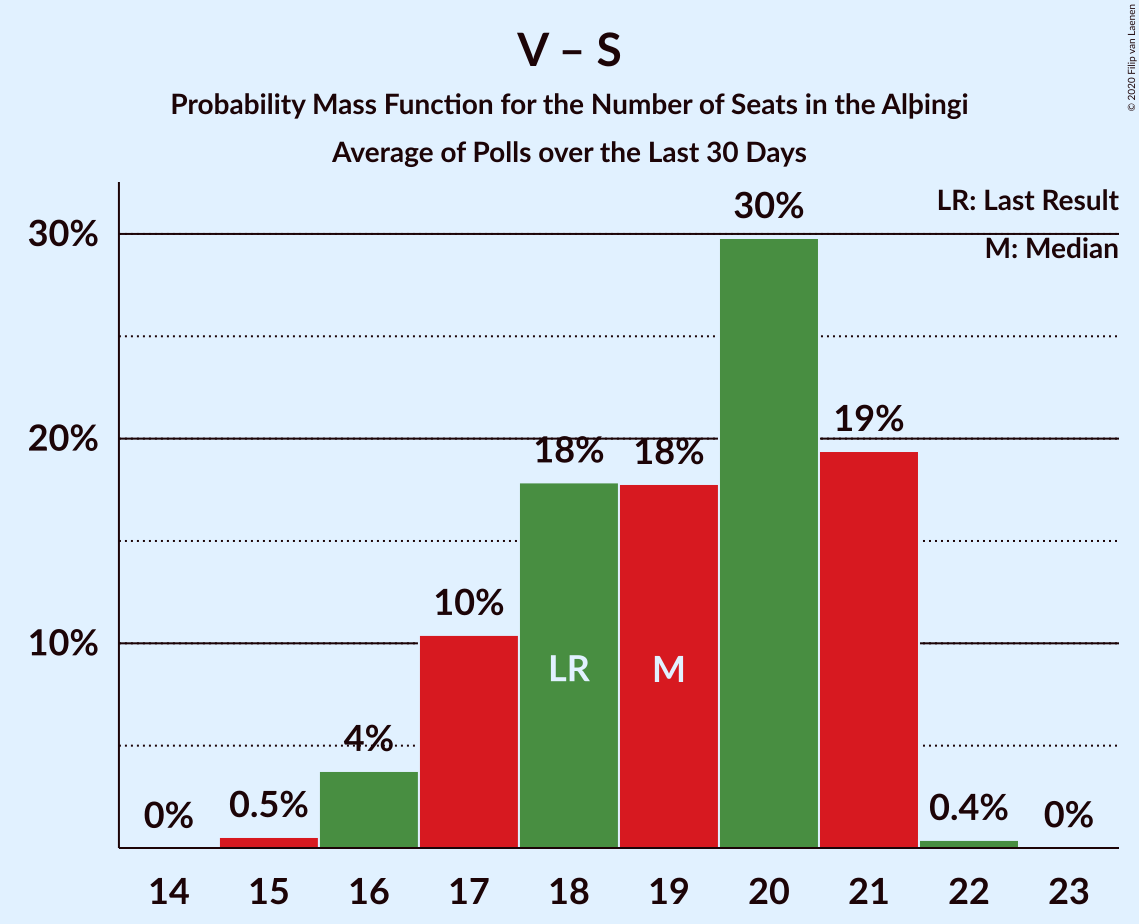 V – S
Probability Mass Function for the Number of Seats in the Alþingi
Average of Polls over the Last 30 Days
© 2020 Filip van Laenen
LR: Last Result
M: Median
30%
20%
10%
0%
0.5%
4%
10%
18%
18%
30%
19%
0.4%
0%
LR
M
14 15 16 17 18 19 20 21 22 23